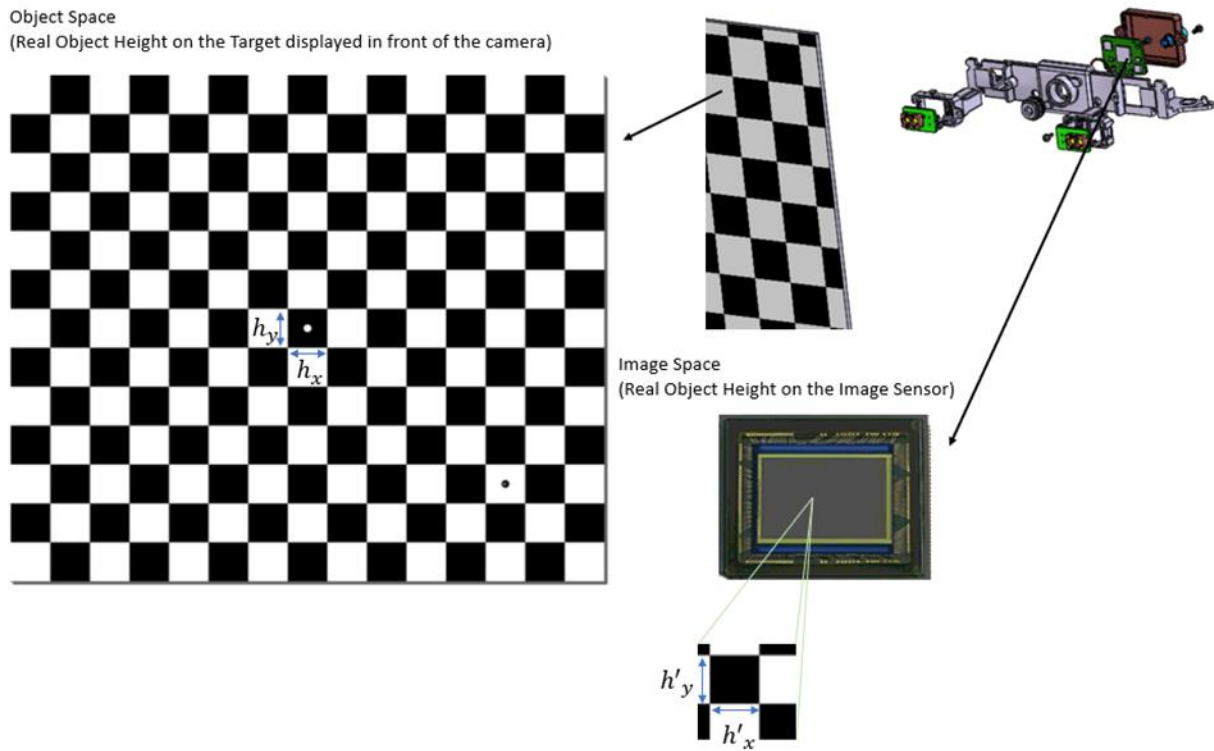 Object Space
(Real Object Height on the Target displayed in front of the camera)
h_y
h_x
Image Space
(Real Object Height on the Image Sensor)
h'_y
h'_x